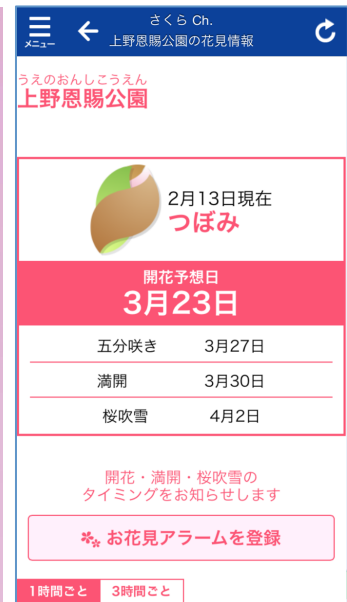 さくら Ch.
メニュー
上野恩賜公園の花見情報
うえのおんしこうえん
上野恩賜公園
2月13日現在
つぼみ
開花予想日
3月23日
五分咲き 3月27日
満開 3月30日
桜吹雪 4月2日
開花・満開・桜吹雪の
タイミングをお知らせします
お花見アラームを登録
1時間ごと 3時間ごと